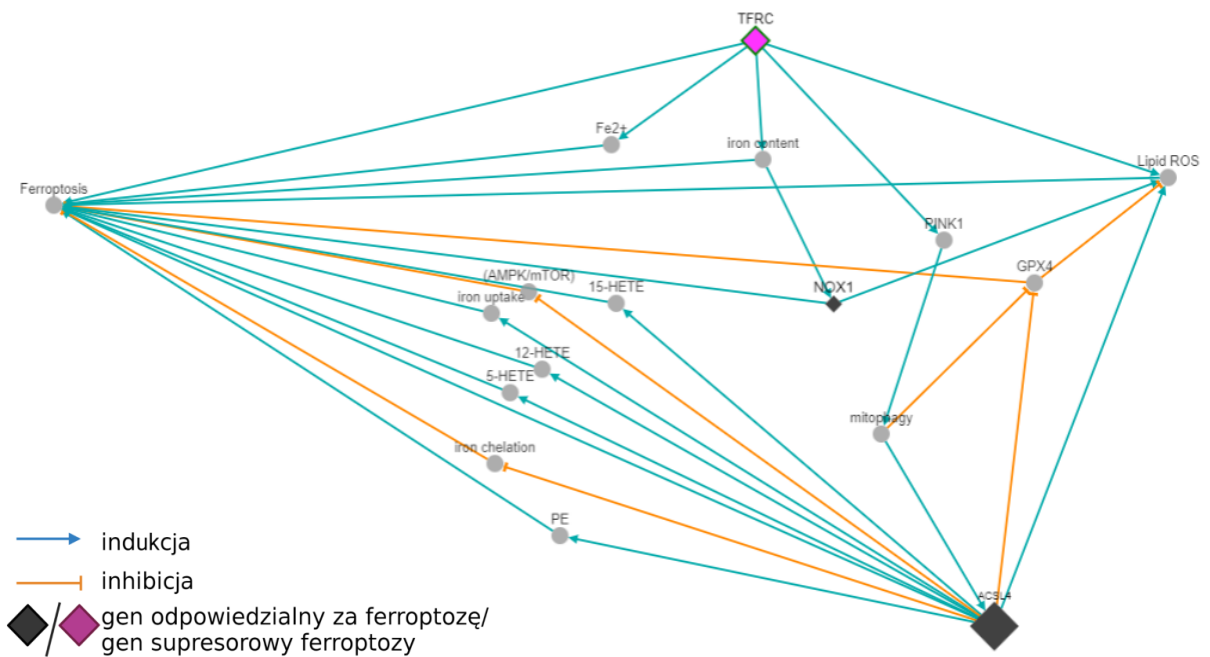 TFRC
Fe2+
iron content
Lipid ROS
Ferroptosis
PINK1
GPX4
(AMPK/mTOR)
15-HETE
NOX1
iron uptake
12-HETE
5-HETE
mitophagy
iron chelation
PE
indukcja
inhibicja
ACSL4
gen odpowiedzialny za ferroptozę/
gen supresorowy ferroptozy